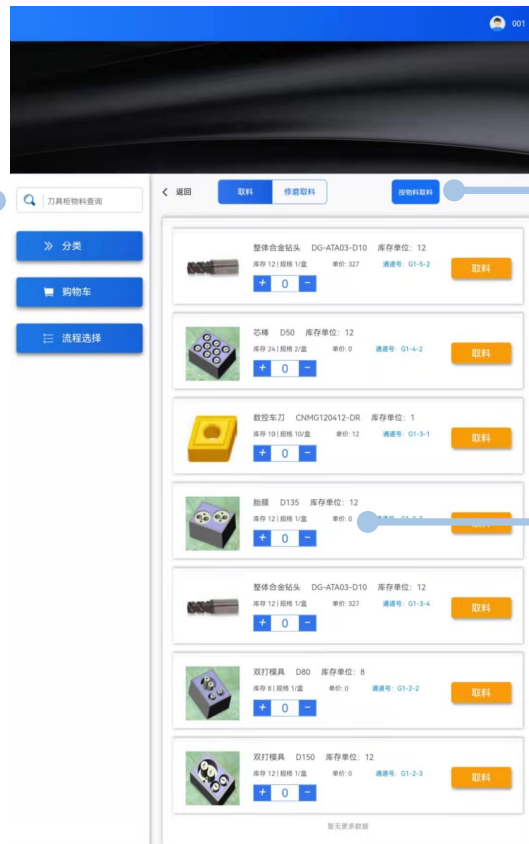 001
刀具柜物料查询
返回
取料
修磨取料
按物料取料
分类
购物车
流程选择
整体合金钻头 DG-ATA03-D10 库存单位: 12
库存 12 | 规格 1/盒 单价: 327 通道号: G1-5-2
+ 0 -
取料
芯棒 D50 库存单位: 12
库存 24 | 规格 2/盒 单价: 0 通道号: G1-4-2
+ 0 -
取料
数控车刀 CNMG120412-DR 库存单位: 1
库存 10 | 规格 10/盒 单价: 12 通道号: G1-3-1
+ 0 -
取料
胎膜 D135 库存单位: 12
库存 12 | 规格 1/盒 单价: 0
+ 0 -
整体合金钻头 DG-ATA03-D10 库存单位: 12
库存 12 | 规格 1/盒 单价: 327 通道号: G1-3-4
+ 0 -
取料
双打模具 D80 库存单位: 8
库存 8 | 规格 1/盒 单价: 0 通道号: G1-2-2
+ 0 -
取料
双打模具 D150 库存单位: 12
库存 12 | 规格 1/盒 单价: 0 通道号: G1-2-3
+ 0 -
取料
暂无更多数据